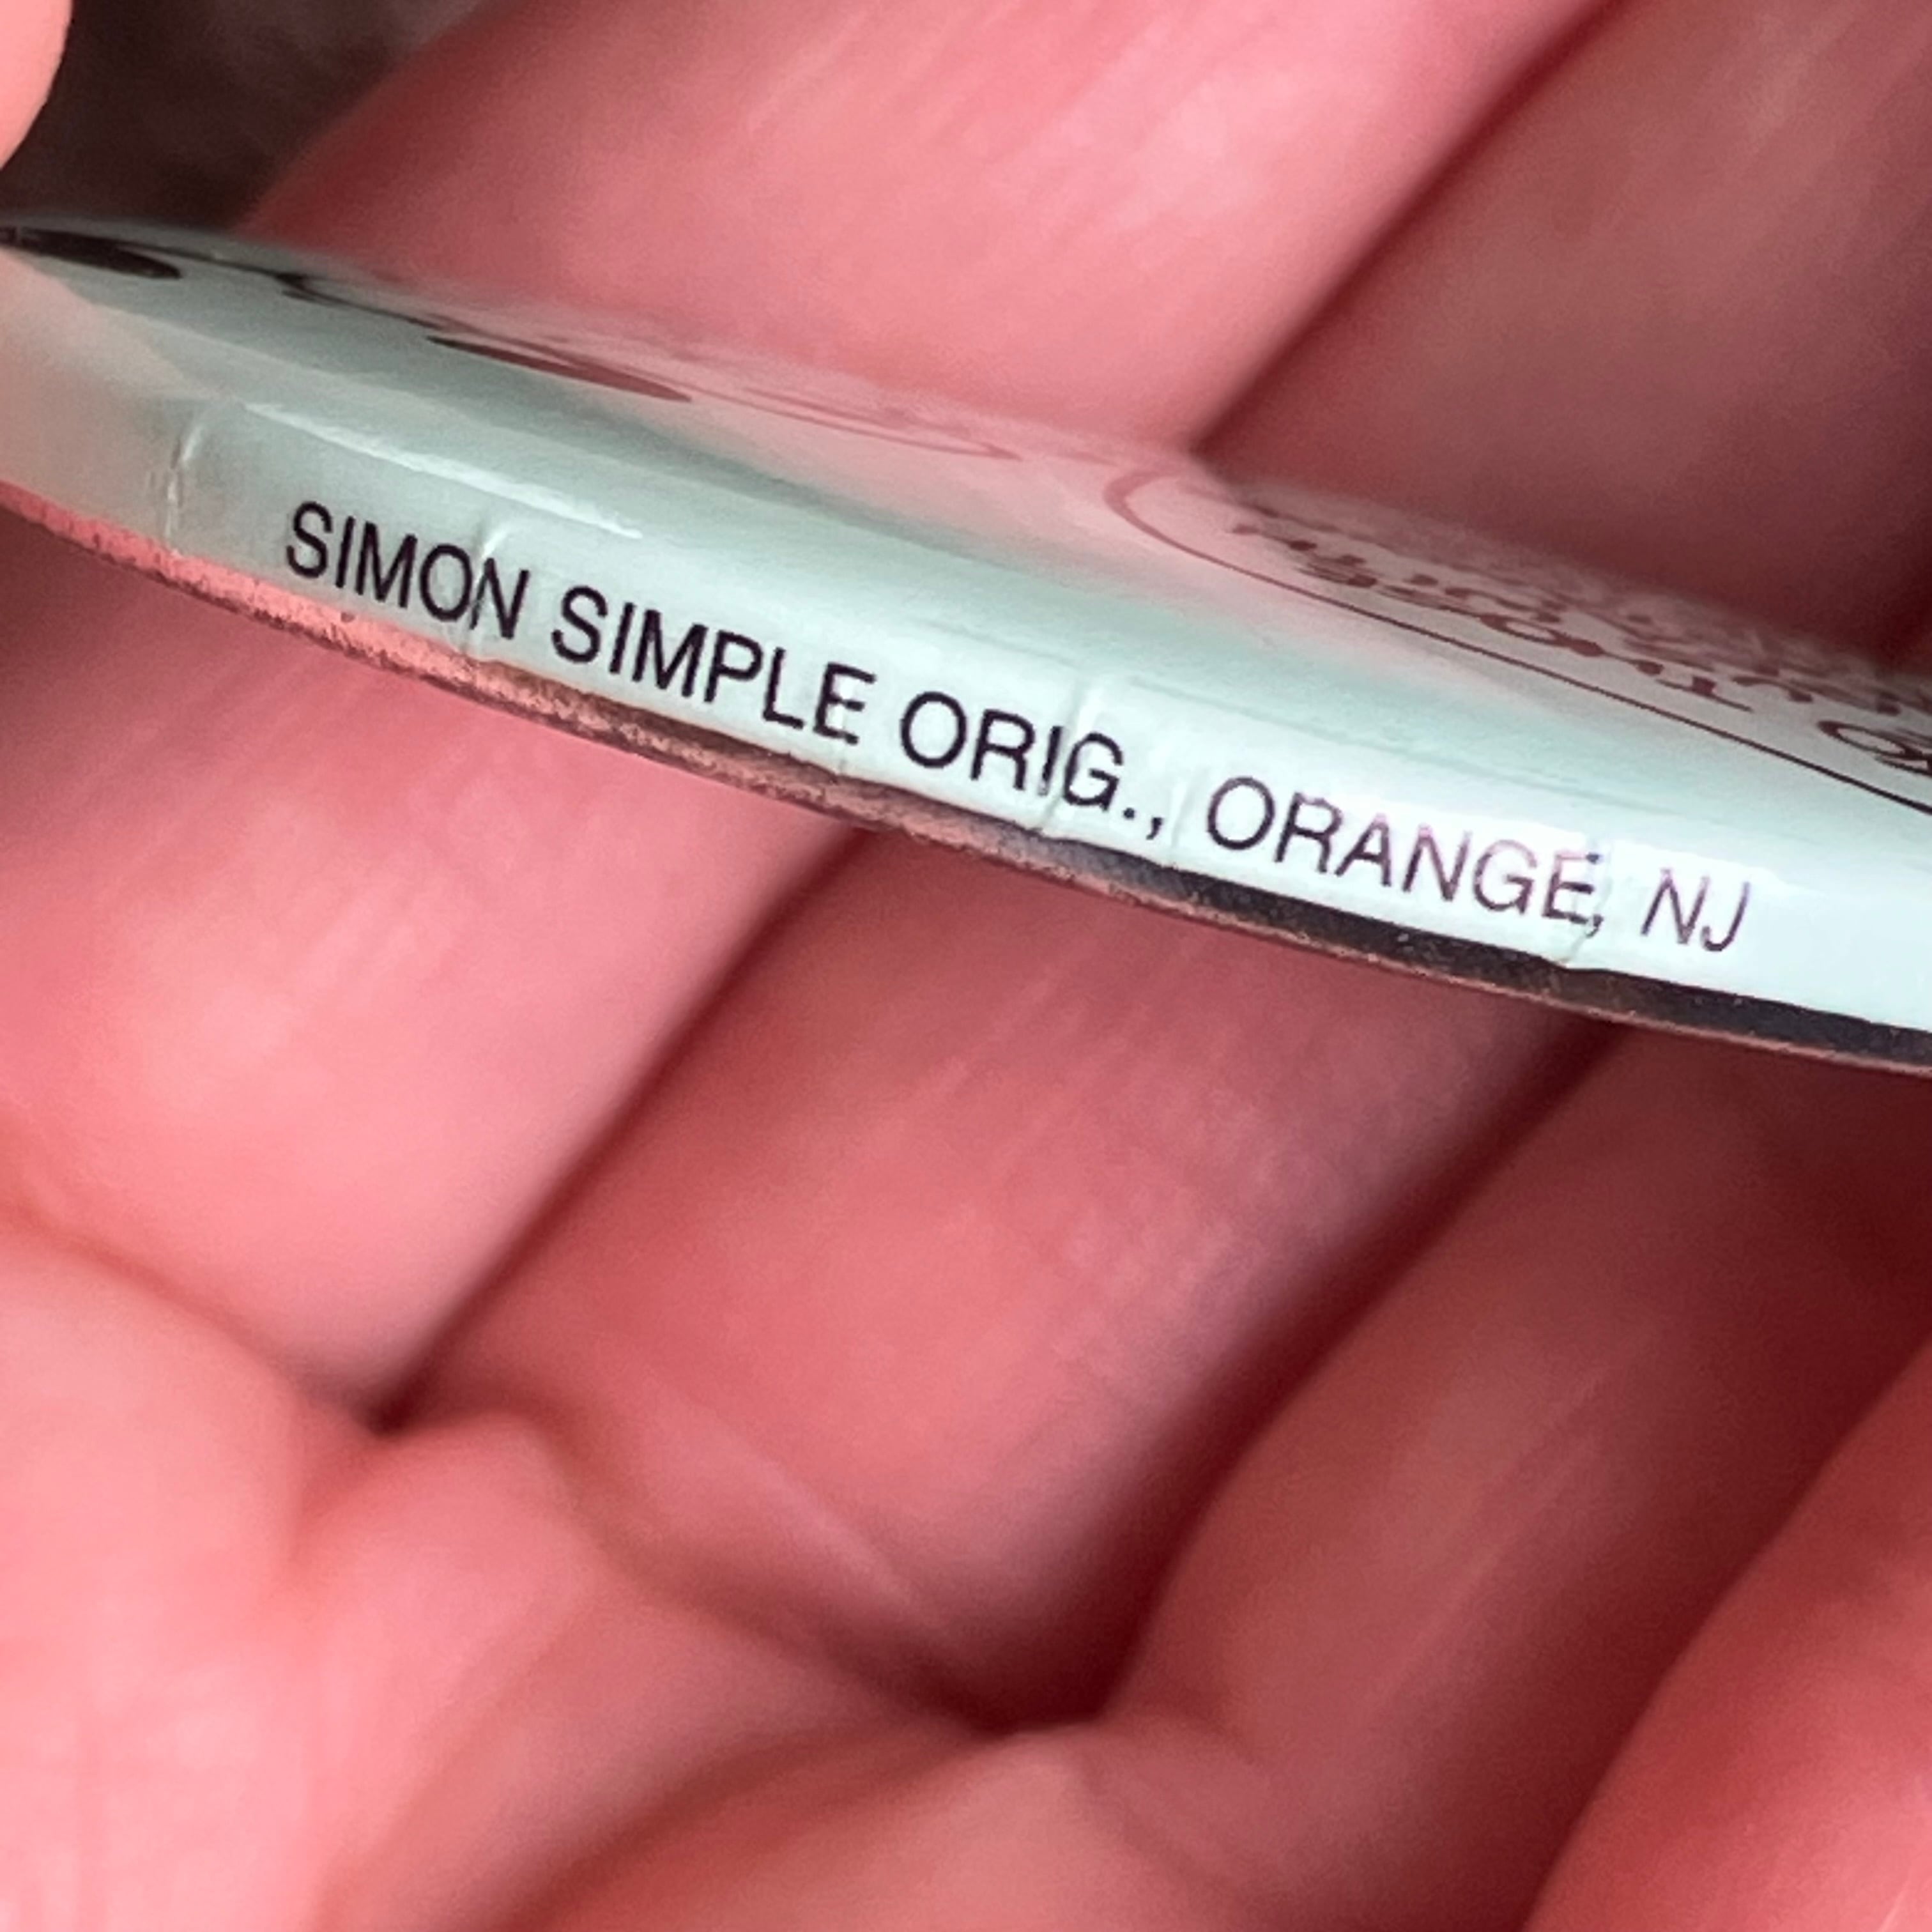 SIMON SIMPLE ORIG., ORANGE, NJ